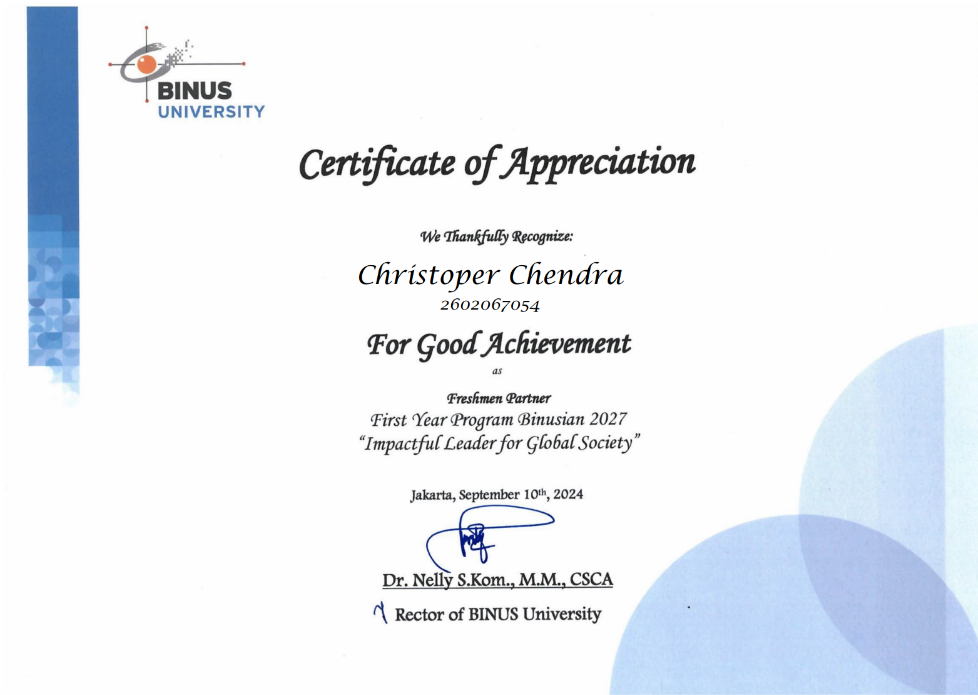 BINUS
UNIVERSITY
Certificate of Appreciation
We Thankfully Recognize:
Christoper Chendra
2602067054
For Good Achievement
as
Freshmen Partner
First Year Program Binusian 2027
“Impactful Leader for Global Society”
Jakarta, September 10th, 2024
Dr. Nelly S.Kom., M.M., CSCA
Rector of BINUS University